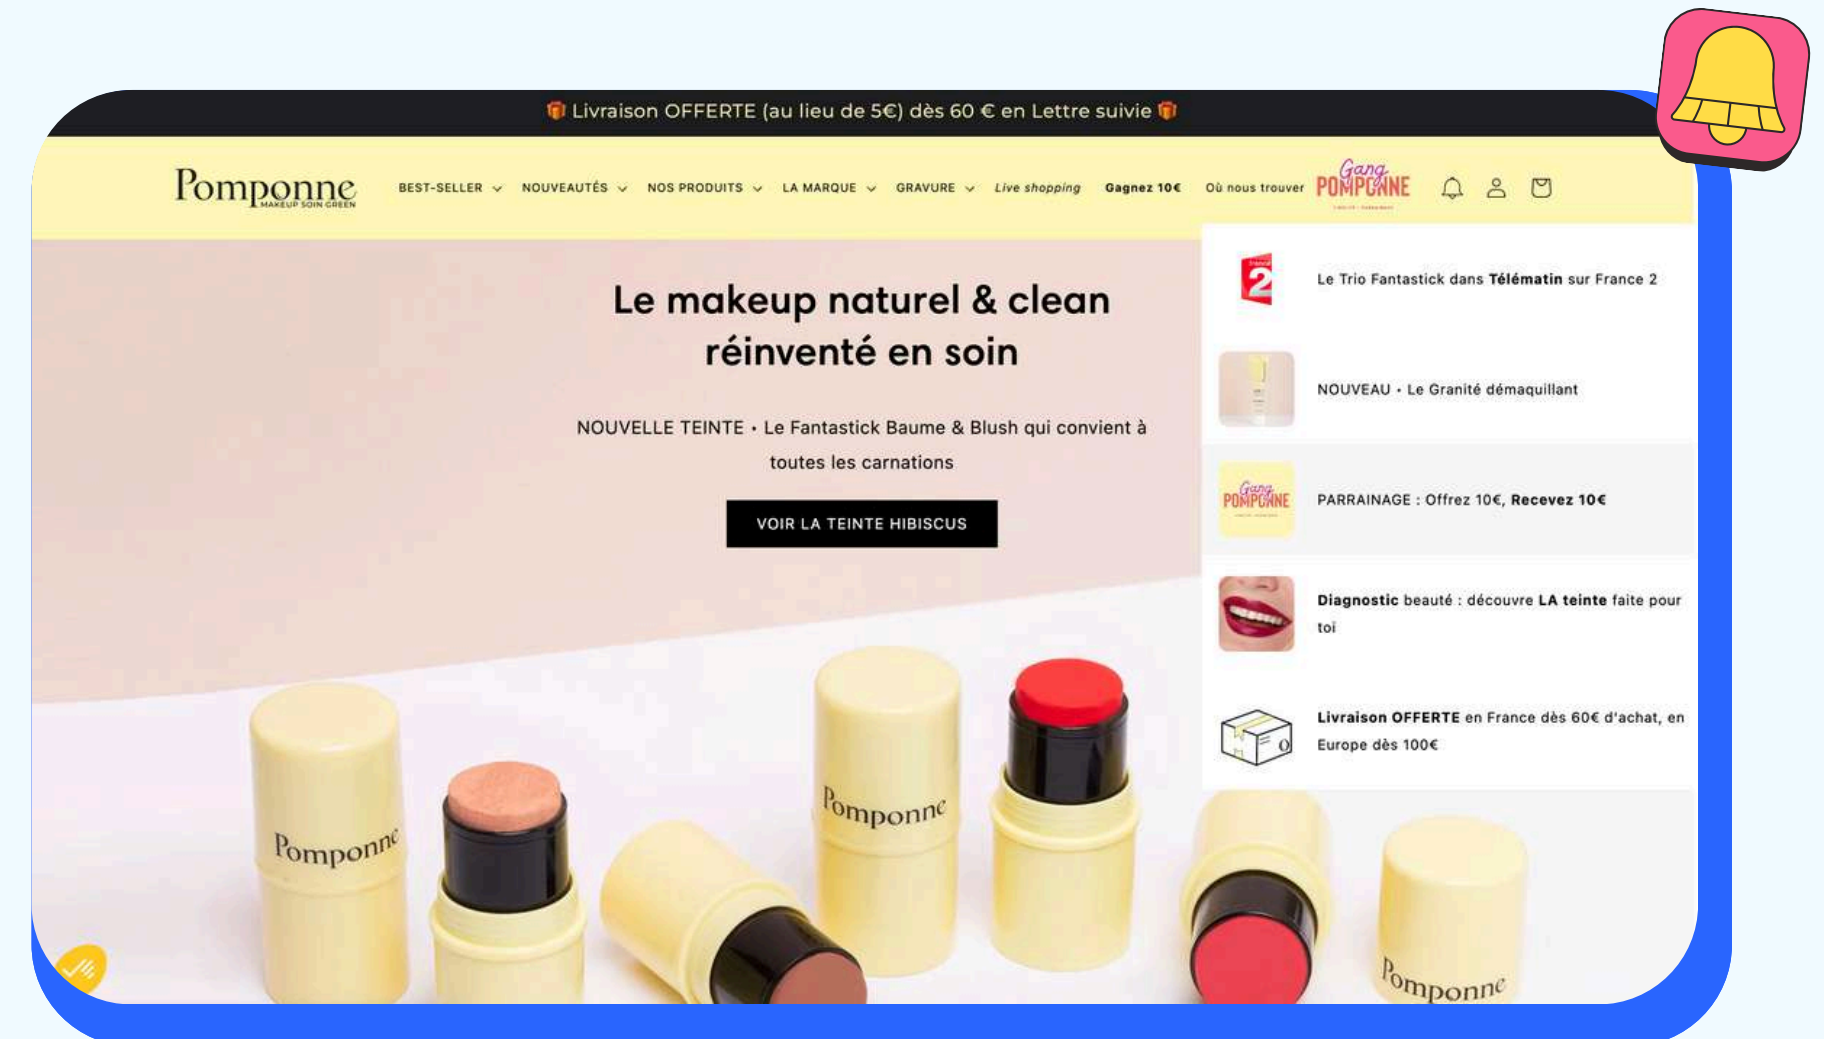 Livraison OFFERTE (au lieu de 5€) dès 60 € en Lettre suivie
Pomponne
MAKEUP SOIN GREEN
BEST-SELLER
NOUVEAUTÉS
NOS PRODUITS
LA MARQUE
GRAVURE
Live shopping
Gagnez 10€
Où nous trouver
Gang
POMPONNE
Le makeup naturel & clean
réinventé en soin
NOUVELLE TEINTE • Le Fantastick Baume & Blush qui convient à
toutes les carnations
VOIR LA TEINTE HIBISCUS
2
Le Trio Fantastick dans Télématin sur France 2
NOUVEAU • Le Granité démaquillant
Gang
POMPONNE
PARRAINAGE : Offrez 10€, Recevez 10€
Diagnostic beauté : découvre LA teinte faite pour
toi
Livraison OFFERTE en France dès 60€ d'achat, en
Europe dès 100€
Pomponne
Pomponne
Pomponne